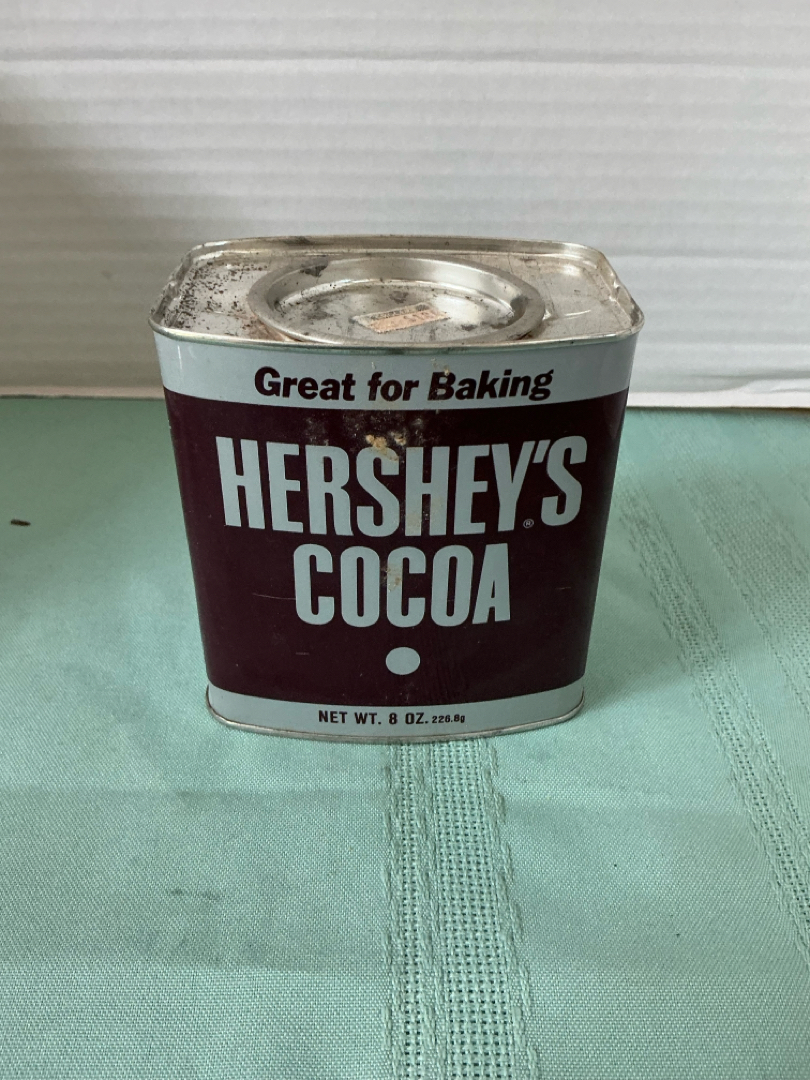 Great for Baking
HERSHEY'S®
COCOA
NET WT. 8 OZ. 226.8g